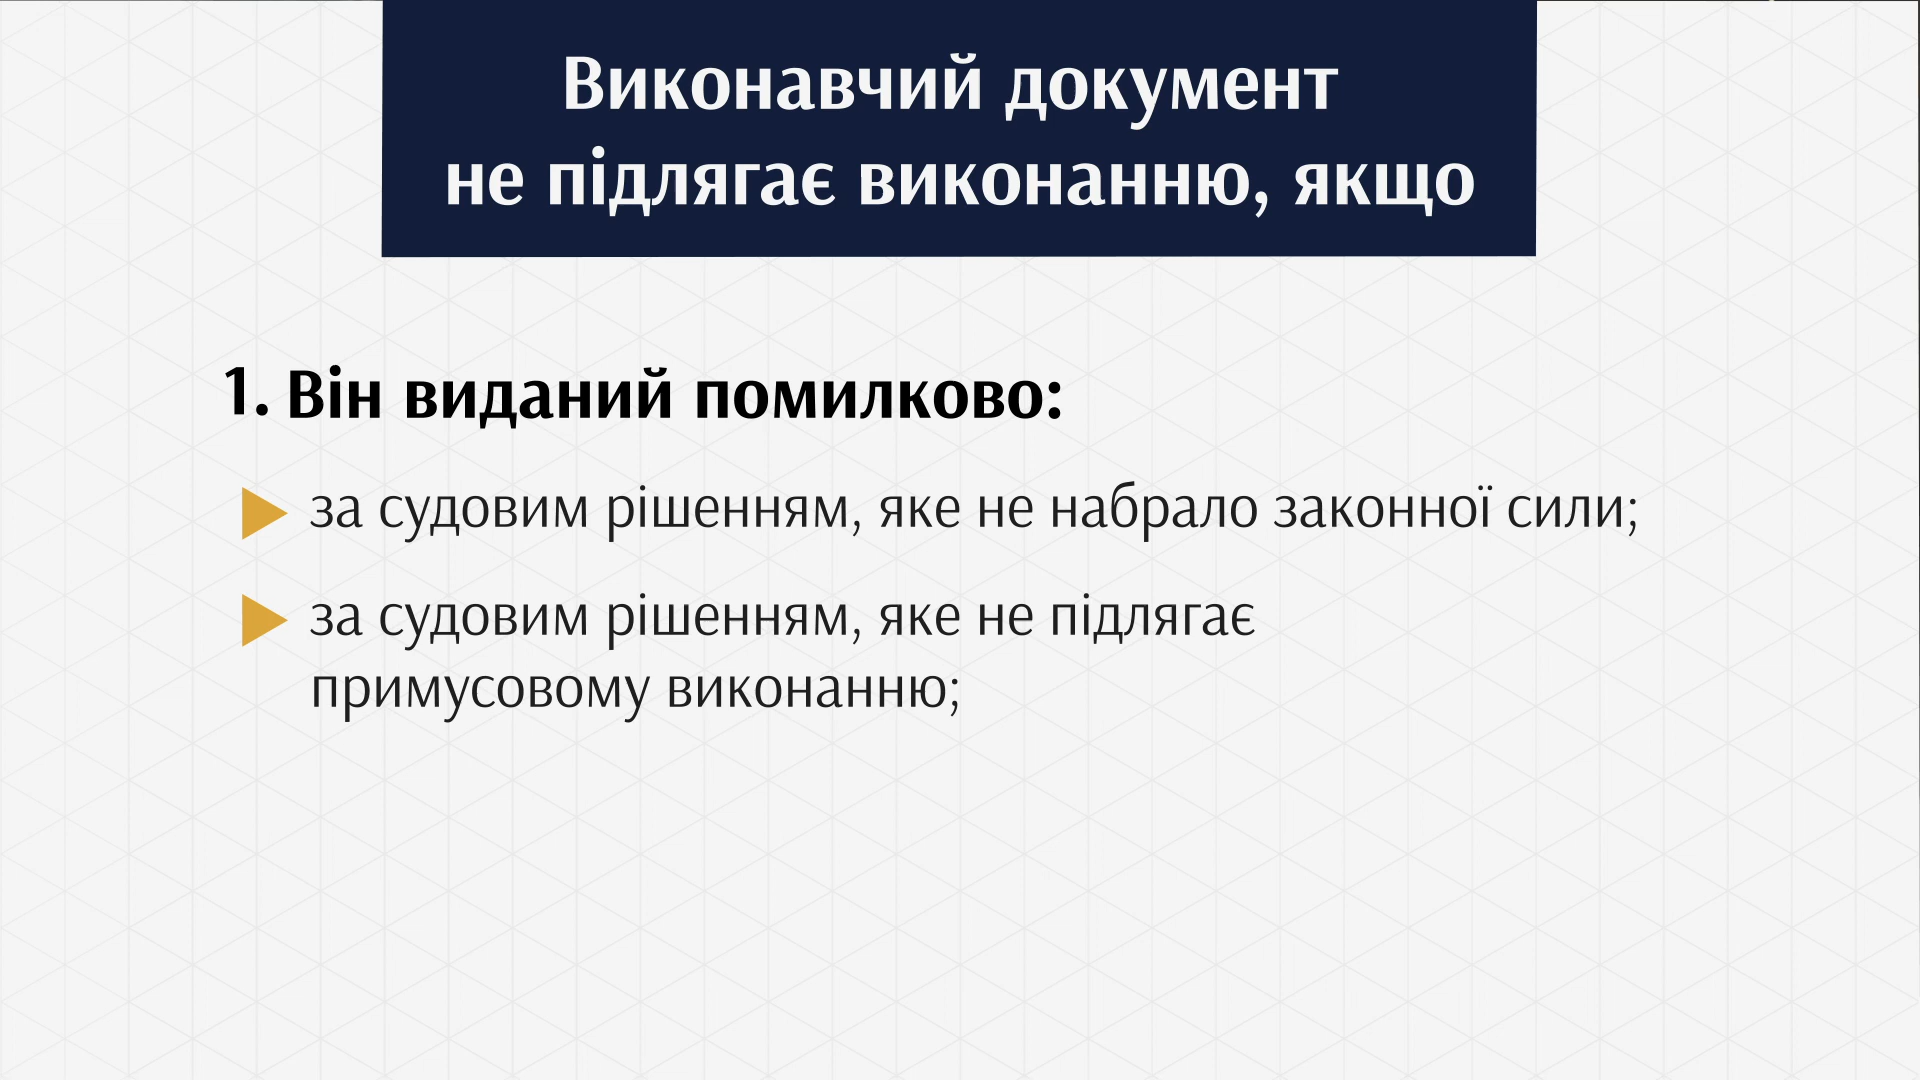 Виконавчий документ
не підлягає виконанню, якщо
1. Він виданий помилково:
за судовим рішенням, яке не набрало законної сили;
за судовим рішенням, яке не підлягає
примусовому виконанню;